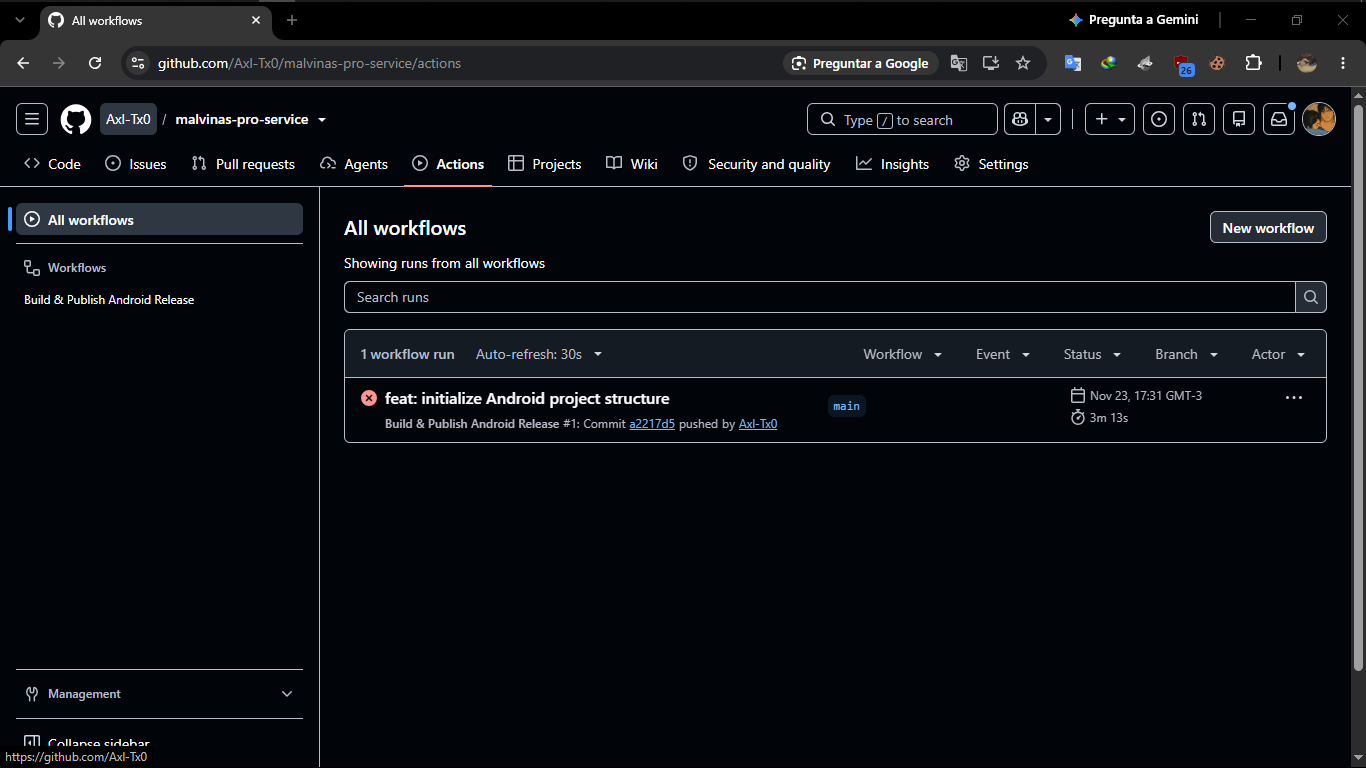 All workflows
Pregunta a Gemini
github.com/Axl-Tx0/malvinas-pro-service/actions
Preguntar a Google
26
Axl-Tx0 / malvinas-pro-service
Type / to search
Code
Issues
Pull requests
Agents
Actions
Projects
Wiki
Security and quality
Insights
Settings
All workflows
Workflows
Build & Publish Android Release
Management
Collapse sidebar
All workflows
New workflow
Showing runs from all workflows
Search runs
1 workflow run
Auto-refresh: 30s
Workflow
Event
Status
Branch
Actor
feat: initialize Android project structure
Build & Publish Android Release #1: Commit a2217d5 pushed by Axl-Tx0
main
Nov 23, 17:31 GMT-3
3m 13s
https://github.com/Axl-Tx0